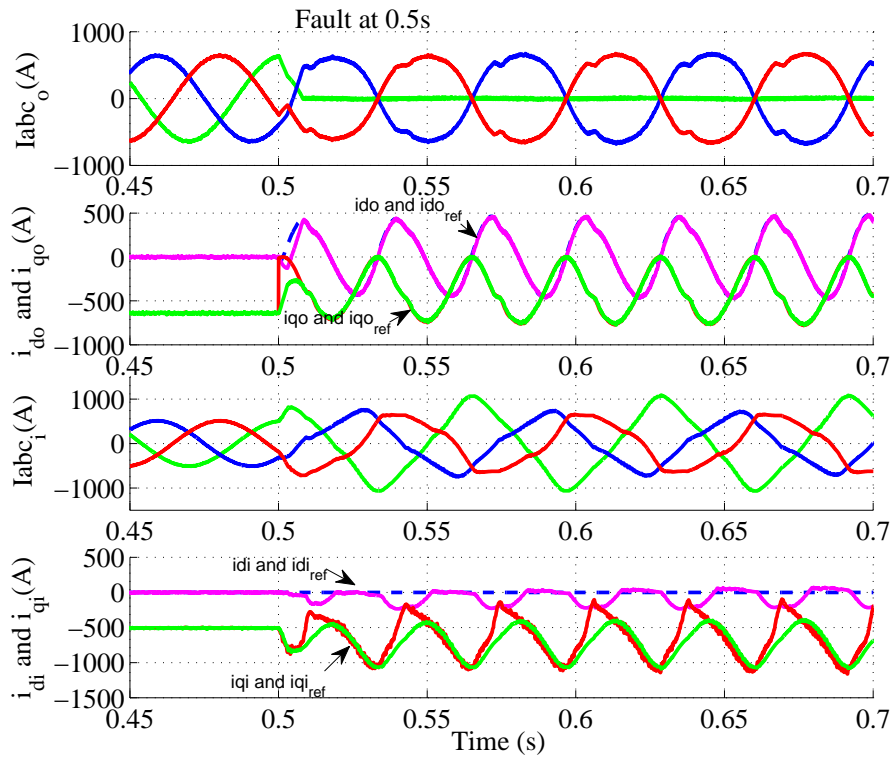 Fault at 0.5s
Iabc_o(A)
1000
0
−1000
0.45 0.5 0.55 0.6 0.65 0.7
i_do and i_qo(A)
500
0
−500
−1000
ido and ido_ref
iqo and iqo_ref
0.45 0.5 0.55 0.6 0.65 0.7
Iabc_i(A)
1000
0
−1000
0.45 0.5 0.55 0.6 0.65 0.7
i_di and i_qi(A)
500
0
−500
−1000
−1500
idi and idi_ref
iqi and iqi_ref
0.45 0.5 0.55 0.6 0.65 0.7
Time (s)